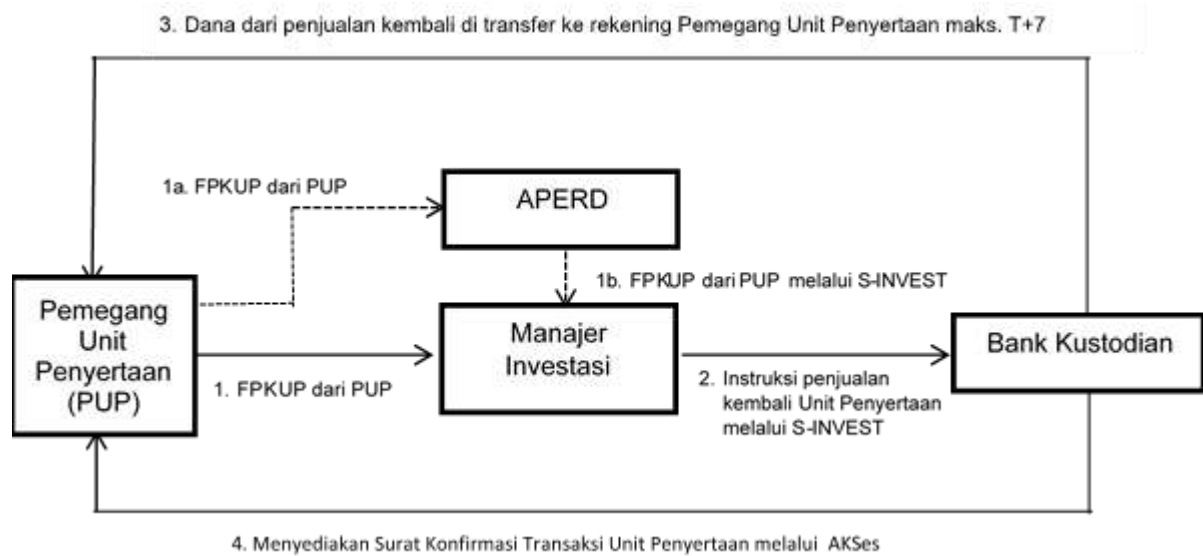 3. Dana dari penjualan kembali di transfer ke rekening Pemegang Unit Penyertaan maks. T+7
1a. FPKUP dari PUP
APERD
1b. FPKUP dari PUP melalui S-INVEST
Pemegang
Unit
Penyertaan
(PUP)
Manajer
Investasi
Bank Kustodian
1. FPKUP dari PUP
2. Instruksi penjualan
kembali Unit Penyertaan
melalui S-INVEST
4. Menyediakan Surat Konfirmasi Transaksi Unit Penyertaan melalui AKSes